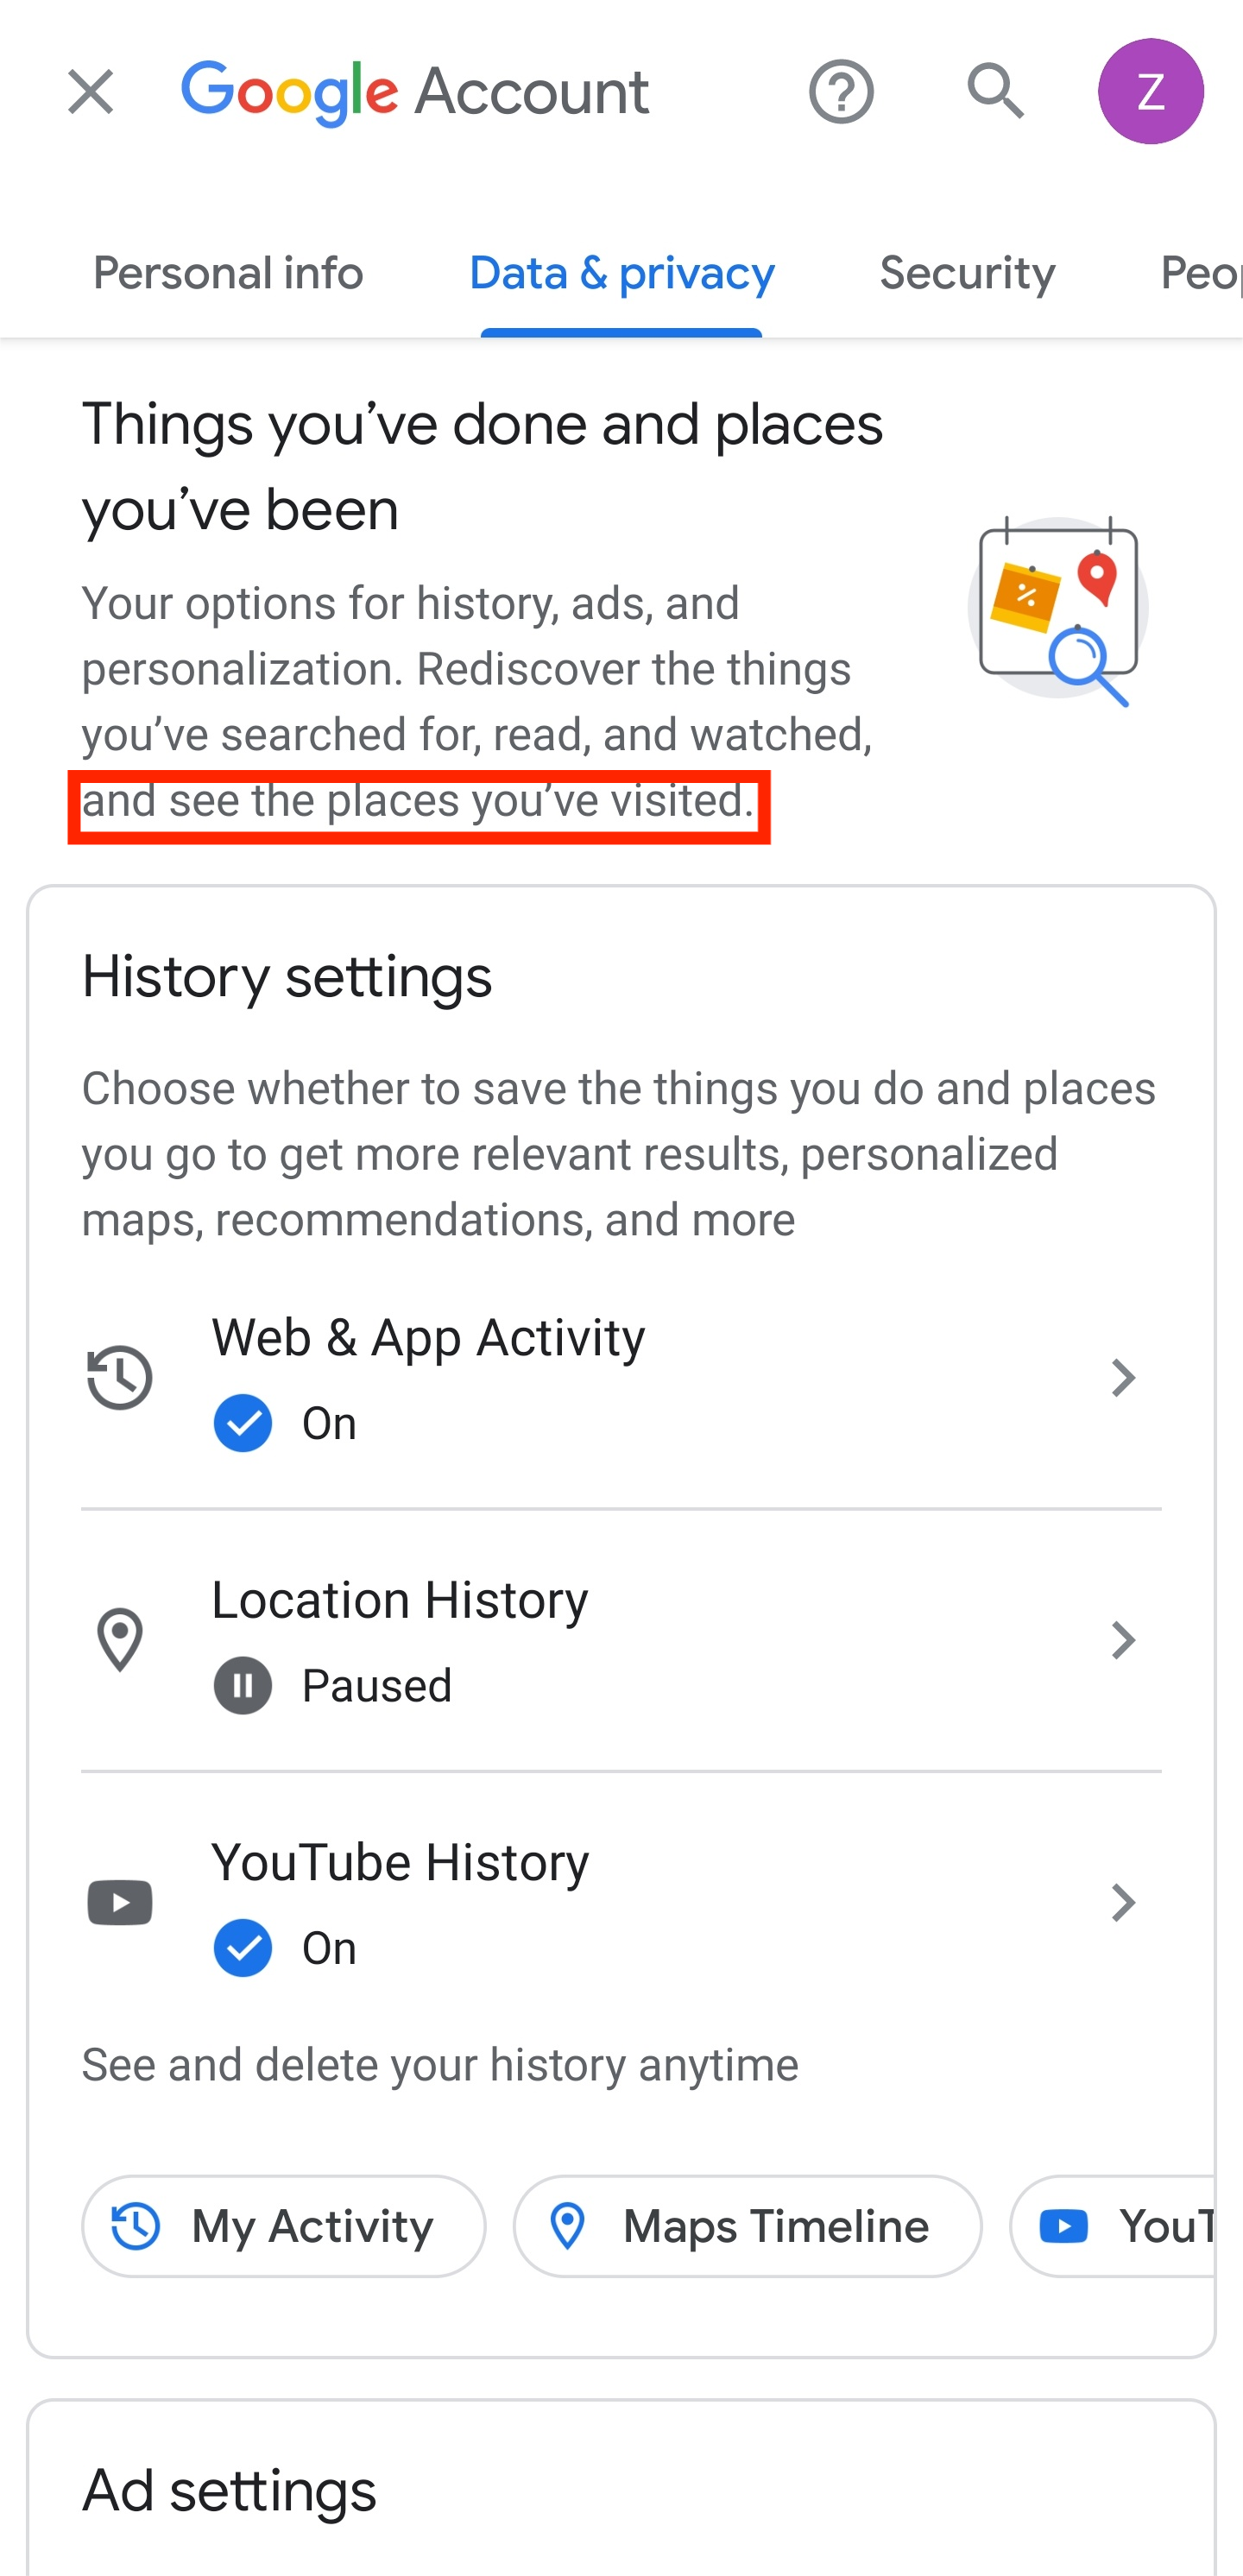 Google Account
Z
Personal info
Data & privacy
Security
Things you’ve done and places
you’ve been
Your options for history, ads, and
personalization. Rediscover the things
you’ve searched for, read, and watched,
and see the places you’ve visited.
History settings
Choose whether to save the things you do and places
you go to get more relevant results, personalized
maps, recommendations, and more
Web & App Activity
On
Location History
Paused
YouTube History
On
See and delete your history anytime
My Activity
Maps Timeline
Ad settings